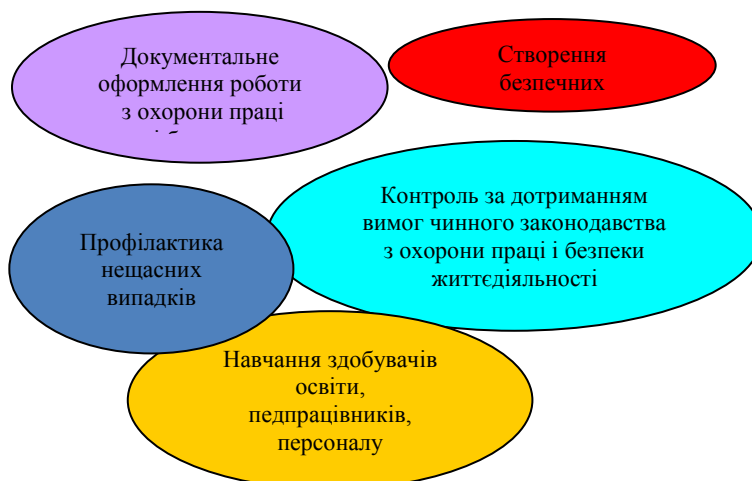 Документальне
оформлення роботи
з охорони праці
Створення
безпечних
Контроль за дотриманням
вимог чинного законодавства
з охорони праці і безпеки
життєдіяльності
Профілактика
нещасних
випадків
Навчання здобувачів
освіти,
педпрацівників,
персоналу